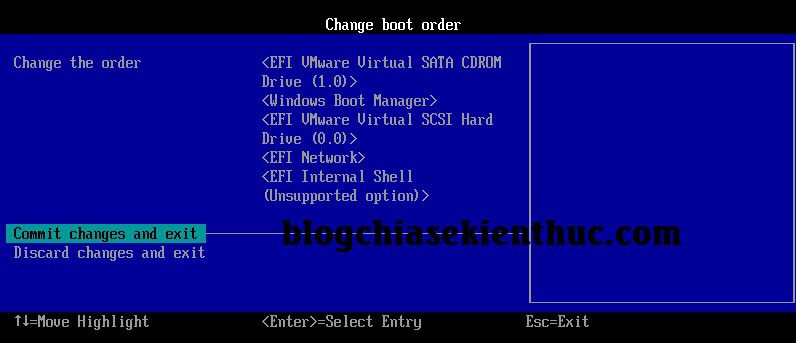 Change boot order
Change the order
<EFI VMware Virtual SATA CDROM
Drive (1.0)>
<Windows Boot Manager>
<EFI VMware Virtual SCSI Hard
Drive (0.0)>
<EFI Network>
<EFI Internal Shell
(Unsupported option)>
Commit changes and exit
blogchiasekienthuc.com
Discard changes and exit
↑↓=Move Highlight <Enter>=Select Entry Esc=Exit